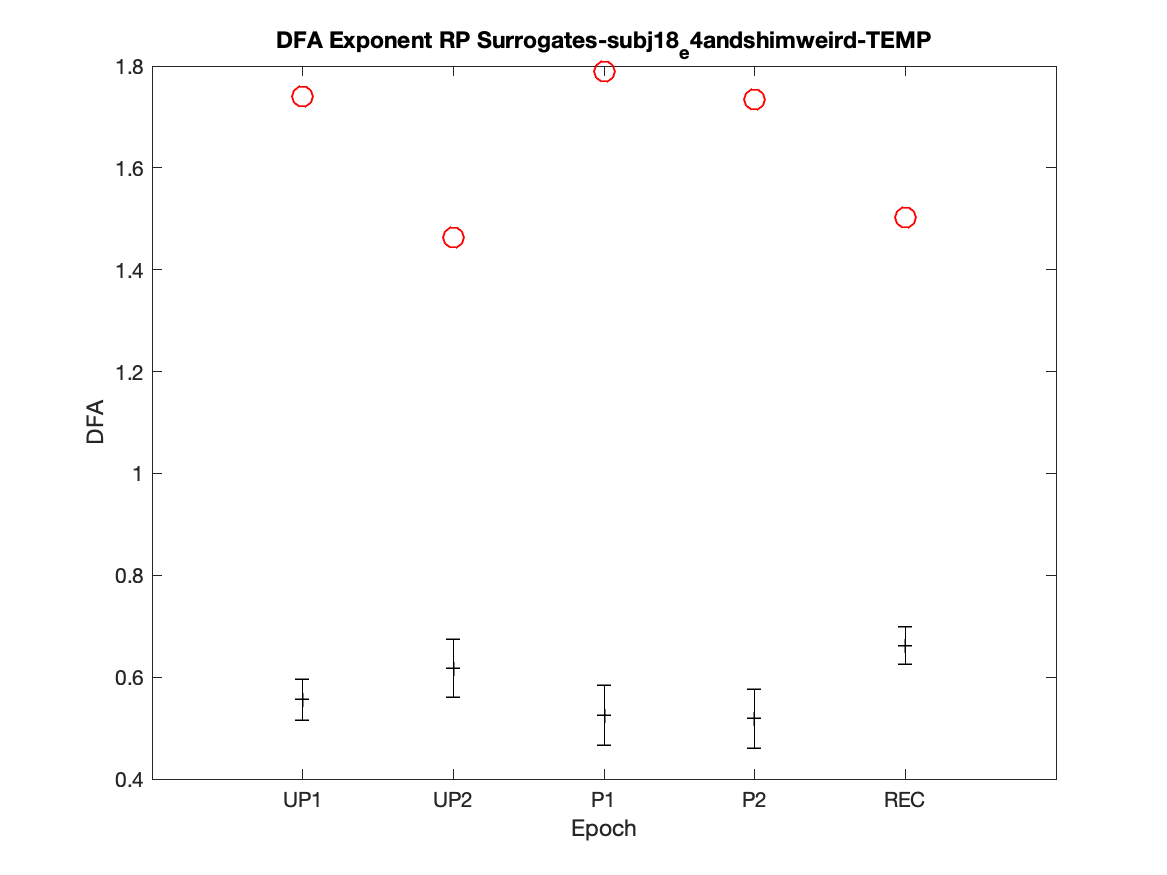 DFA Exponent RP Surrogates-subj18e4andshimweird-TEMP
1.8
1.6
1.4
1.2
1
0.8
0.6
0.4
DFA
UP1 UP2 P1 P2 REC
Epoch